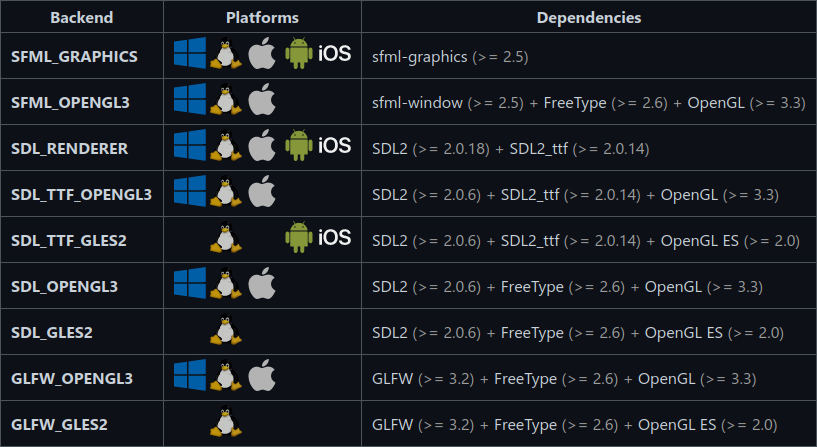 Backend Platforms Dependencies
SFML_GRAPHICS iOS sfml-graphics (>= 2.5)
SFML_OPENGL3 sfml-window (>= 2.5) + FreeType (>= 2.6) + OpenGL (>= 3.3)
SDL_RENDERER iOS SDL2 (>= 2.0.18) + SDL2_ttf (>= 2.0.14)
SDL_TTF_OPENGL3 SDL2 (>= 2.0.6) + SDL2_ttf (>= 2.0.14) + OpenGL (>= 3.3)
SDL_TTF_GLES2 iOS SDL2 (>= 2.0.6) + SDL2_ttf (>= 2.0.14) + OpenGL ES (>= 2.0)
SDL_OPENGL3 SDL2 (>= 2.0.6) + FreeType (>= 2.6) + OpenGL (>= 3.3)
SDL_GLES2 SDL2 (>= 2.0.6) + FreeType (>= 2.6) + OpenGL ES (>= 2.0)
GLFW_OPENGL3 GLFW (>= 3.2) + FreeType (>= 2.6) + OpenGL (>= 3.3)
GLFW_GLES2 GLFW (>= 3.2) + FreeType (>= 2.6) + OpenGL ES (>= 2.0)